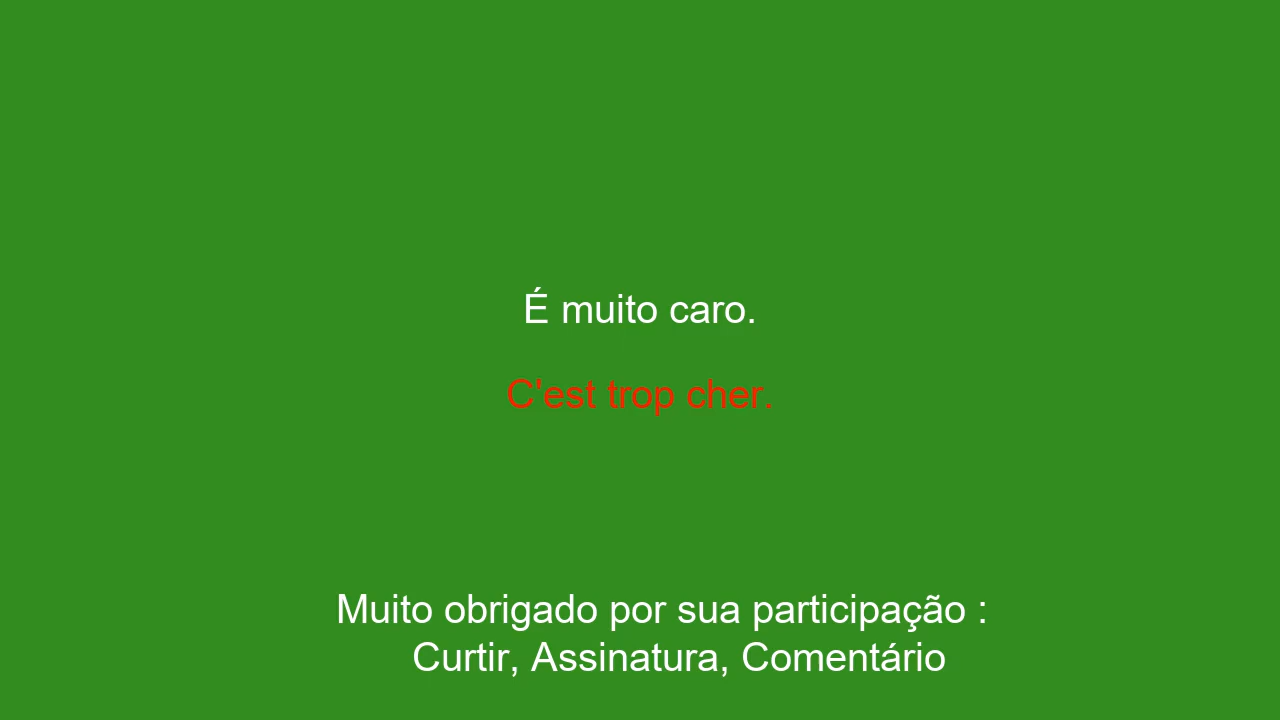 É muito caro.
C'est trop cher.
Muito obrigado por sua participação :
Curtir, Assinatura, Comentário